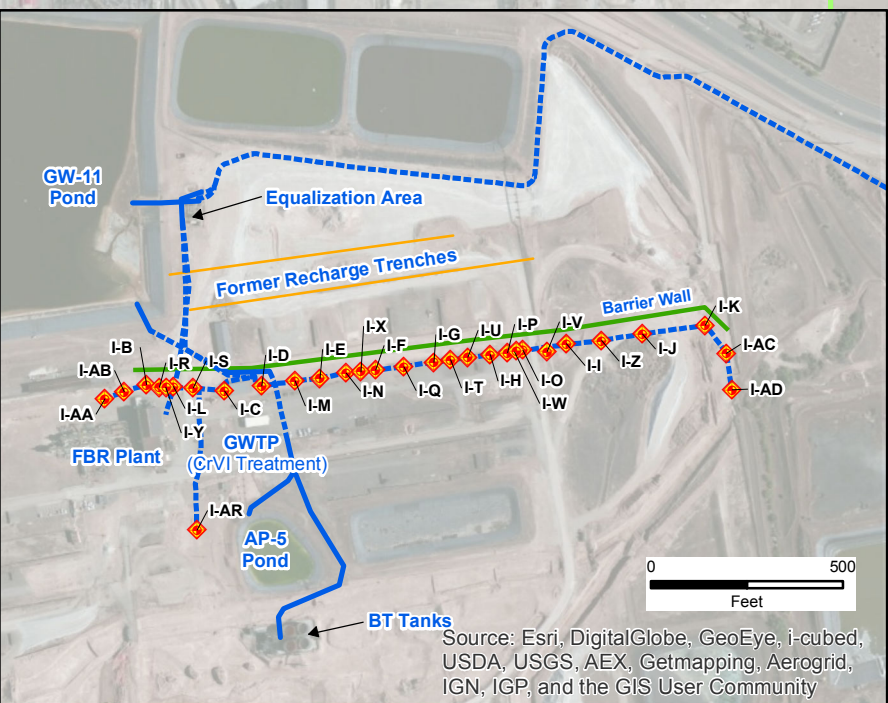 GW-11
Pond
Equalization Area
Former Recharge Trenches
Barrier Wall
I-K
I-X
I-P
I-V
I-U
I-G
I-F
I-E
I-B
I-R
I-S
I-D
I-AB
I-AA
I-J
I-AC
I-Z
I-I
I-O
I-H
I-W
I-T
I-Q
I-N
I-M
I-C
I-L
I-Y
I-AD
FBR Plant
GWTP
(CrVI Treatment)
I-AR
AP-5
Pond
BT Tanks
0 500
Feet
Source: Esri, DigitalGlobe, GeoEye, i-cubed,
USDA, USGS, AEX, Getmapping, Aerogrid,
IGN, IGP, and the GIS User Community